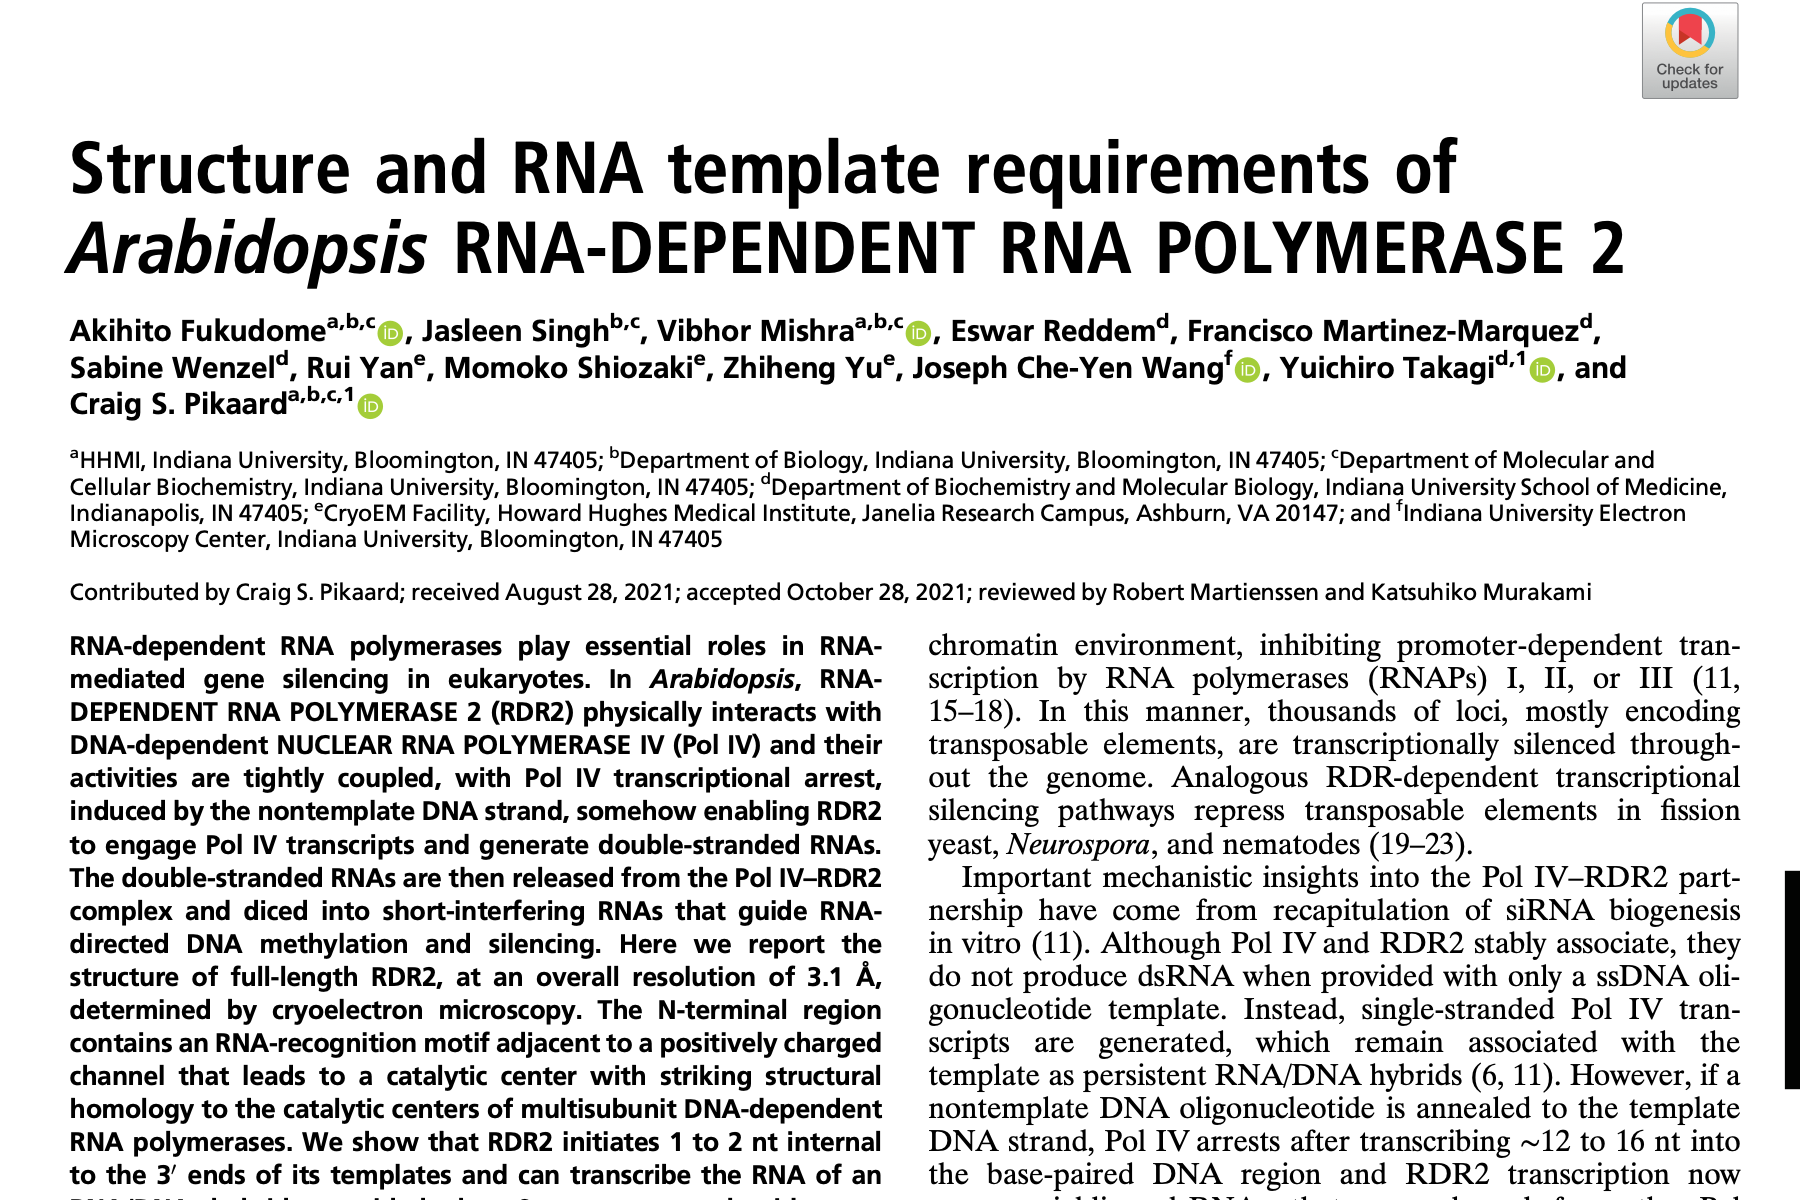 Check for
updates
Structure and RNA template requirements of
Arabidopsis RNA-DEPENDENT RNA POLYMERASE 2
Akihito Fukudome^a,b,c iD, Jasleen Singh^b,c, Vibhor Mishra^a,b,c iD, Eswar Reddem^d, Francisco Martinez-Marquez^d,
Sabine Wenzel^d, Rui Yan^e, Momoko Shiozaki^e, Zhiheng Yu^e, Joseph Che-Yen Wang^f iD, Yuichiro Takagi^d,1 iD, and
Craig S. Pikaard^a,b,c,1 iD
^aHHMI, Indiana University, Bloomington, IN 47405; ^bDepartment of Biology, Indiana University, Bloomington, IN 47405; ^cDepartment of Molecular and
Cellular Biochemistry, Indiana University, Bloomington, IN 47405; ^dDepartment of Biochemistry and Molecular Biology, Indiana University School of Medicine,
Indianapolis, IN 47405; ^eCryoEM Facility, Howard Hughes Medical Institute, Janelia Research Campus, Ashburn, VA 20147; and ^fIndiana University Electron
Microscopy Center, Indiana University, Bloomington, IN 47405
Contributed by Craig S. Pikaard; received August 28, 2021; accepted October 28, 2021; reviewed by Robert Martienssen and Katsuhiko Murakami
RNA-dependent RNA polymerases play essential roles in RNA-
mediated gene silencing in eukaryotes. In Arabidopsis, RNA-
DEPENDENT RNA POLYMERASE 2 (RDR2) physically interacts with
DNA-dependent NUCLEAR RNA POLYMERASE IV (Pol IV) and their
activities are tightly coupled, with Pol IV transcriptional arrest,
induced by the nontemplate DNA strand, somehow enabling RDR2
to engage Pol IV transcripts and generate double-stranded RNAs.
The double-stranded RNAs are then released from the Pol IV–RDR2
complex and diced into short-interfering RNAs that guide RNA-
directed DNA methylation and silencing. Here we report the
structure of full-length RDR2, at an overall resolution of 3.1 Å,
determined by cryoelectron microscopy. The N-terminal region
contains an RNA-recognition motif adjacent to a positively charged
channel that leads to a catalytic center with striking structural
homology to the catalytic centers of multisubunit DNA-dependent
RNA polymerases. We show that RDR2 initiates 1 to 2 nt internal
to the 3′ ends of its templates and can transcribe the RNA of an
chromatin environment, inhibiting promoter-dependent tran-
scription by RNA polymerases (RNAPs) I, II, or III (11,
15–18). In this manner, thousands of loci, mostly encoding
transposable elements, are transcriptionally silenced through-
out the genome. Analogous RDR-dependent transcriptional
silencing pathways repress transposable elements in fission
yeast, Neurospora, and nematodes (19–23).
Important mechanistic insights into the Pol IV–RDR2 part-
nership have come from recapitulation of siRNA biogenesis
in vitro (11). Although Pol IV and RDR2 stably associate, they
do not produce dsRNA when provided with only a ssDNA oli-
gonucleotide template. Instead, single-stranded Pol IV tran-
scripts are generated, which remain associated with the
template as persistent RNA/DNA hybrids (6, 11). However, if a
nontemplate DNA oligonucleotide is annealed to the template
DNA strand, Pol IV arrests after transcribing ~12 to 16 nt into
the base-paired DNA region and RDR2 transcription now